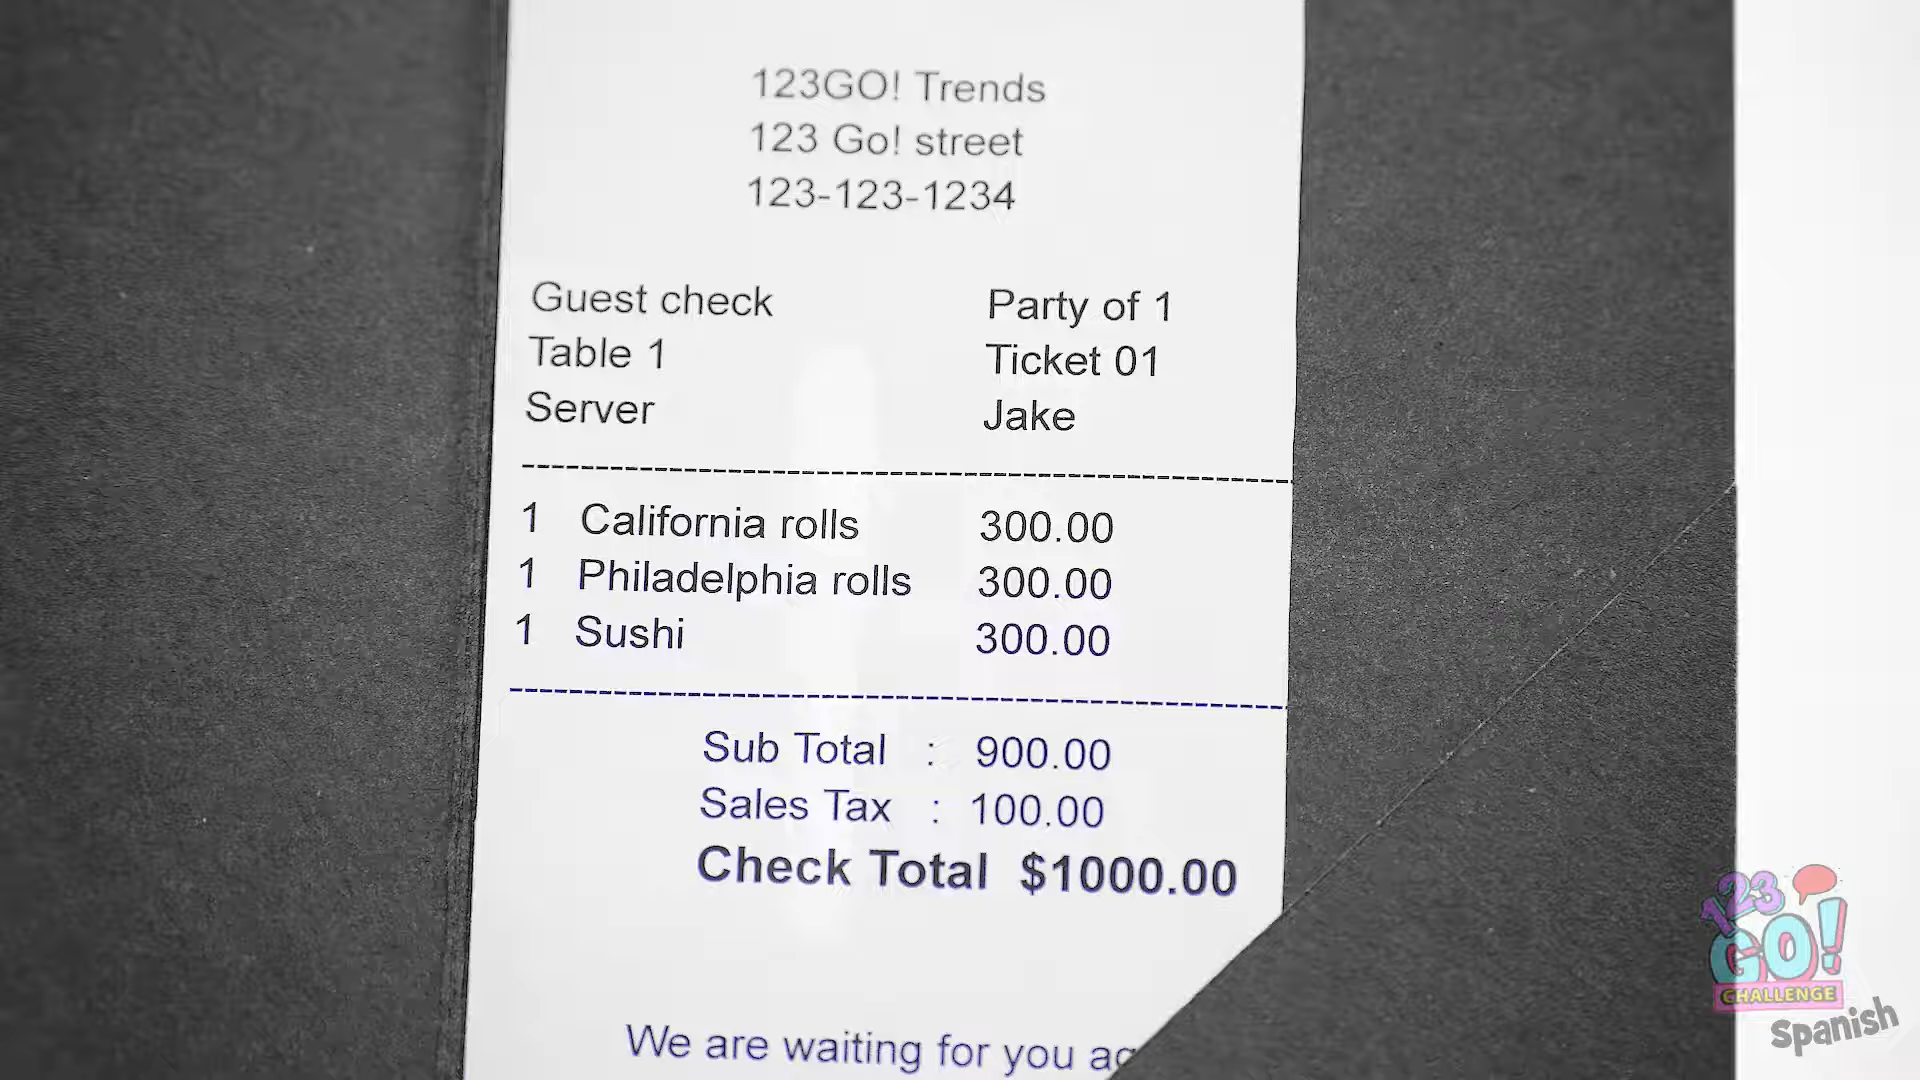 123GO! Trends
123 Go! street
123-123-1234
Guest check Party of 1
Table 1 Ticket 01
Server Jake
1 California rolls 300.00
1 Philadelphia rolls 300.00
1 Sushi 300.00
Sub Total : 900.00
Sales Tax : 100.00
Check Total $1000.00
We are waiting for you
123
GO!
CHALLENGE
Spanish